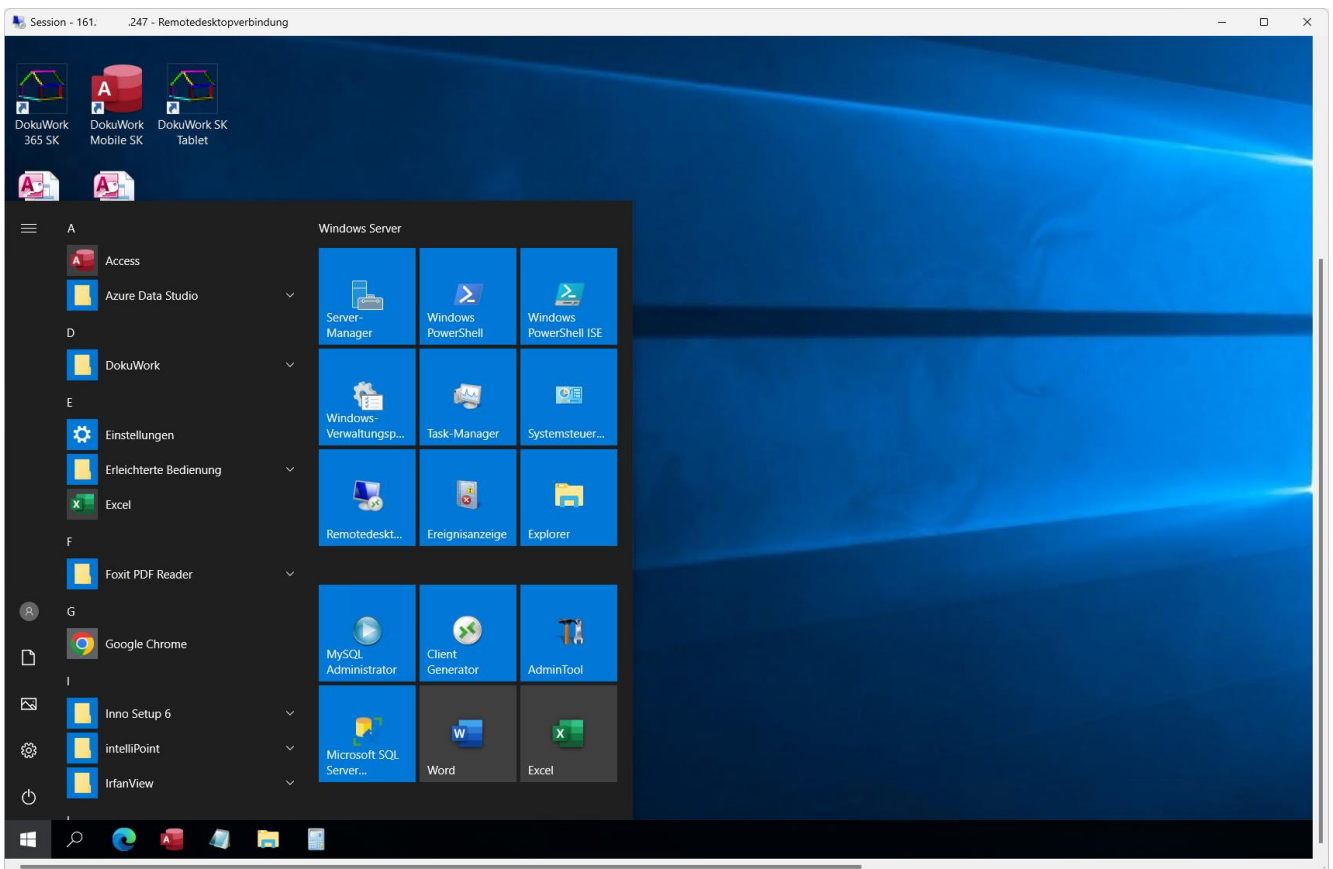 Session - 161. .247 - Remotedesktopverbindung
DokuWork
365 SK
DokuWork
Mobile SK
DokuWork SK
Tablet
A
Access
Azure Data Studio
D
DokuWork
E
Einstellungen
Erleichterte Bedienung
Excel
F
Foxit PDF Reader
G
Google Chrome
I
Inno Setup 6
intelliPoint
IrfanView
Windows Server
Server-
Manager
Windows
PowerShell
Windows
PowerShell ISE
Windows-
Verwaltungsp...
Task-Manager
Systemsteuer...
Remotedeskt...
Ereignisanzeige
Explorer
MySQL
Administrator
Client
Generator
AdminTool
Microsoft SQL
Server...
Word
Excel